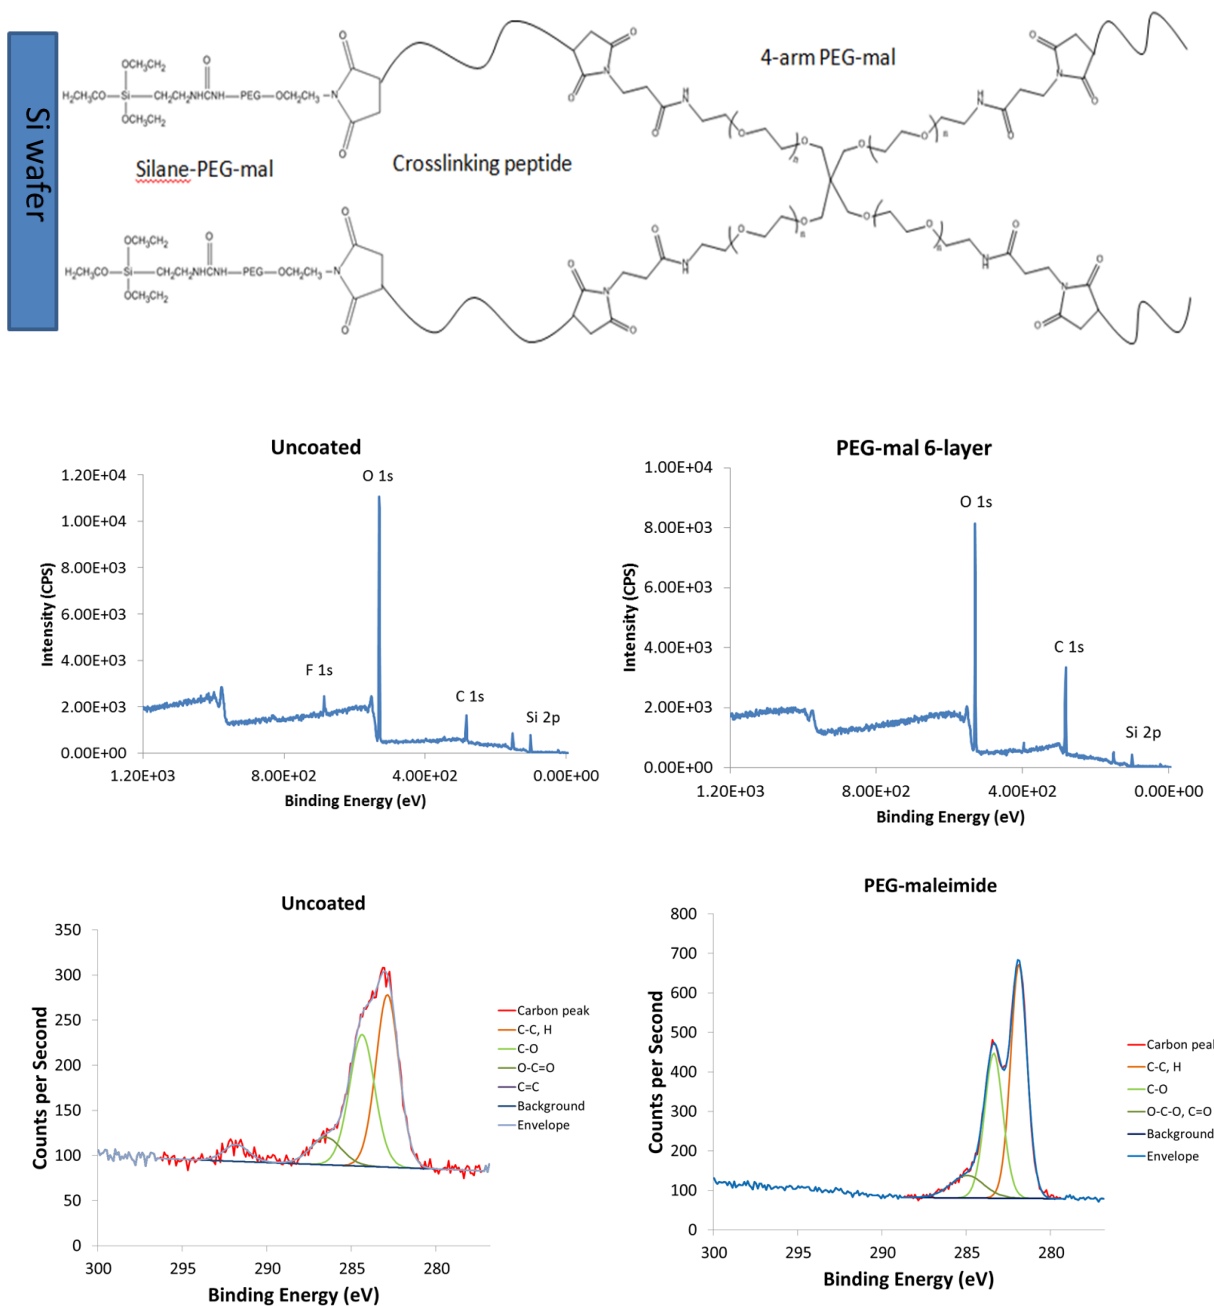 Si wafer
OCH₃CH₂
O
O
H₂CH₃CO
Si
CH₂CH₂NHCNH
PEG
OCH₂CH₃
N
OCH₃CH₂
O
Silane-PEG-mal
Crosslinking peptide
O
N
O
O
H
N
O
n
O
4-arm PEG-mal
O
O
n
H
N
O
O
N
O
OCH₃CH₂
O
O
H₂CH₃CO
Si
CH₂CH₂NHCNH
PEG
OCH₂CH₃
N
OCH₃CH₂
O
O
N
O
O
N
H
O
n
O
O
O
n
N
H
O
N
O
O
Uncoated
1.20E+04
1.00E+04
8.00E+03
6.00E+03
4.00E+03
2.00E+03
0.00E+00
Intensity (CPS)
O 1s
F 1s
C 1s
Si 2p
1.20E+03
8.00E+02
4.00E+02
0.00E+00
Binding Energy (eV)
PEG-mal 6-layer
1.00E+04
8.00E+03
6.00E+03
4.00E+03
2.00E+03
0.00E+00
Intensity (CPS)
O 1s
C 1s
Si 2p
1.20E+03
8.00E+02
4.00E+02
0.00E+00
Binding Energy (eV)
Uncoated
350
300
250
200
150
100
50
0
Counts per Second
Carbon peak
C-C, H
C-O
O-C=O
C=C
Background
Envelope
300
295
290
285
280
Binding Energy (eV)
PEG-maleimide
800
700
600
500
400
300
200
100
0
Counts per Second
Carbon peak
C-C, H
C-O
O-C-O, C=O
Background
Envelope
300
295
290
285
280
Binding Energy (eV)